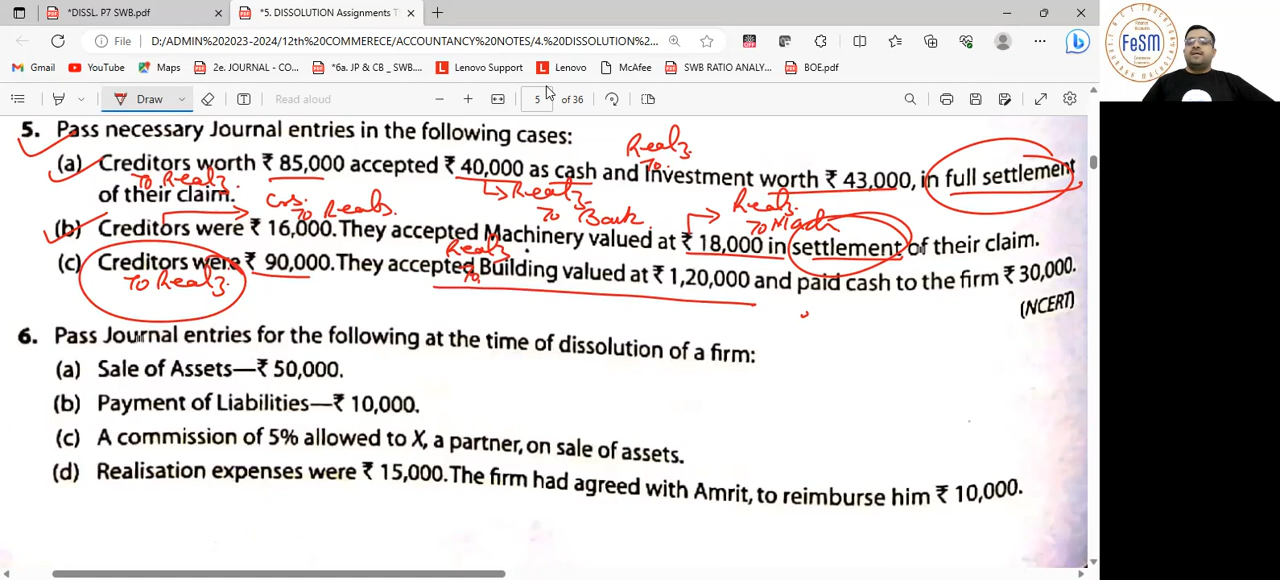 *DISSL. P7 SWB.pdf
*5. DISSOLUTION Assignments T
File
D:/ADMIN%202023-2024/12th%20COMMERECE/ACCOUNTANCE%20NOTES/4.%20DISSOLUTION%...
Gmail YouTube Maps 2e. JOURNAL - CO... *6a. JP & CB _ SWB.... Lenovo Support Lenovo McAfee SWB RATIO ANALY... BOE.pdf
Draw
Read aloud
5 of 36
FeSM
5. Pass necessary Journal entries in the following cases:
Realz.
To
(a) Creditors worth ₹ 85,000 accepted ₹ 40,000 as cash and Investment worth ₹ 43,000, in full settlement
To Realz.
Realz.
of their claim.
Crs.
To Realz.
To Bank
Realz.
To Mach
(b) Creditors were ₹ 16,000. They accepted Machinery valued at ₹ 18,000 in settlement of their claim.
Realz.
To
(c) Creditors were ₹ 90,000. They accepted Building valued at ₹ 1,20,000 and paid cash to the firm ₹ 30,000.
To Realz.
(NCERT)
6. Pass Journal entries for the following at the time of dissolution of a firm:
(a) Sale of Assets—₹ 50,000.
(b) Payment of Liabilities—₹ 10,000.
(c) A commission of 5% allowed to X, a partner, on sale of assets.
(d) Realisation expenses were ₹ 15,000. The firm had agreed with Amrit, to reimburse him ₹ 10,000.